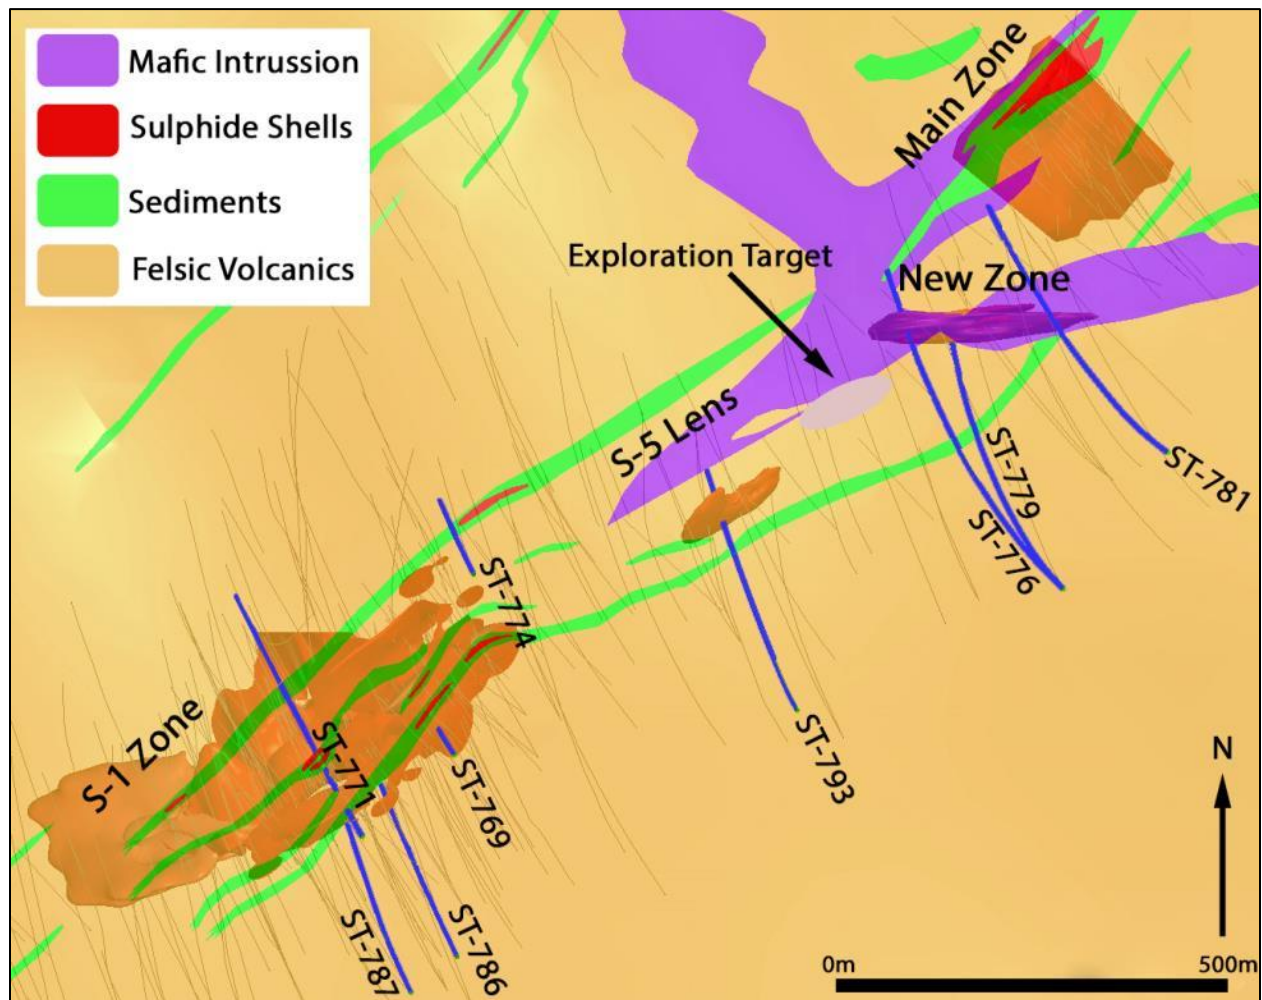 Mafic Intrussion
Sulphide Shells
Sediments
Felsic Volcanics
Main Zone
Exploration Target
New Zone
S-5 Lens
ST-781
ST-779
ST-776
ST-774
S-1 Zone
ST-771
ST-769
ST-793
ST-786
ST-787
N
0m
500m